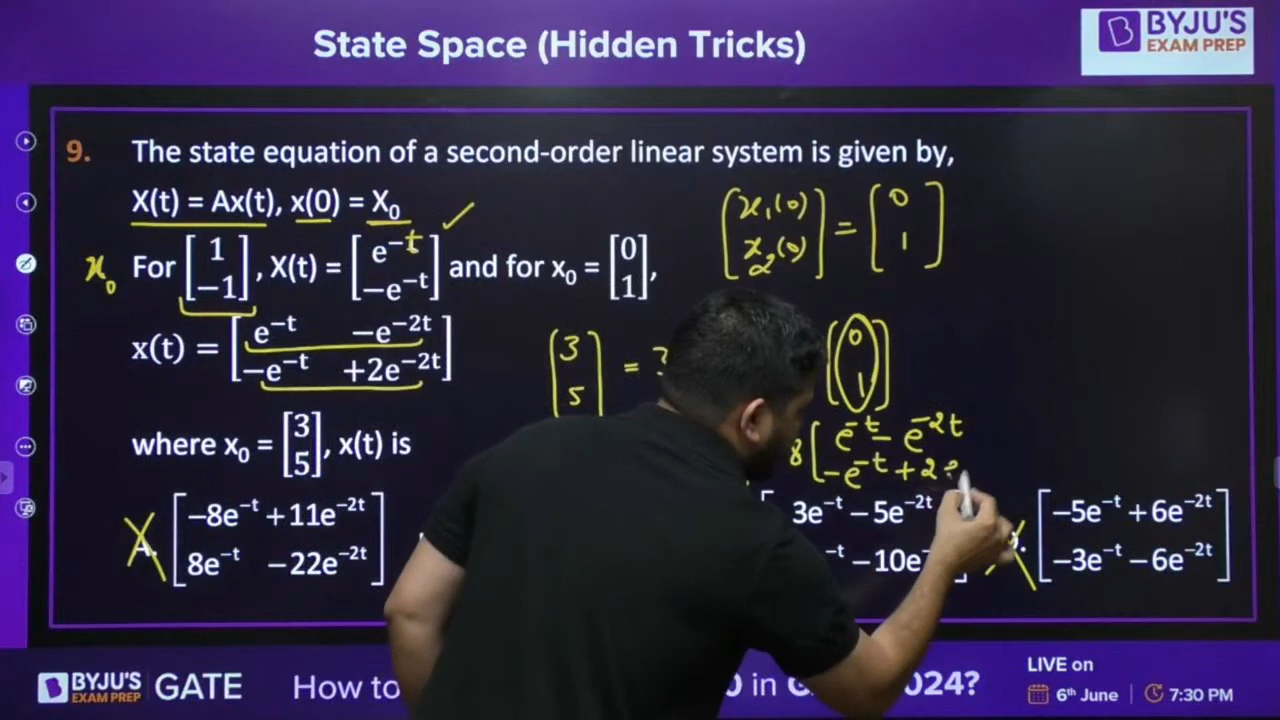 State Space (Hidden Tricks)
BYJU'S
EXAM PREP
9. The state equation of a second-order linear system is given by,
X(t) = Ax(t), x(0) = X₀
x₀ For [1 −1], X(t) = [e⁻ᵗ −e⁻ᵗ] and for x₀ = [0 1],
[x₁(0) x₂(0)] = [0 1]
x(t) = [e⁻ᵗ −e⁻²ᵗ
−e⁻ᵗ +2e⁻²ᵗ]
[3 5] = 3
[0 1]
8[e⁻ᵗ − e⁻²ᵗ
−e⁻ᵗ + 2
where x₀ = [3 5], x(t) is
A. [−8e⁻ᵗ +11e⁻²ᵗ
8e⁻ᵗ −22e⁻²ᵗ]
3e⁻ᵗ − 5e⁻²ᵗ
⁻ᵗ − 10e
[−5e⁻ᵗ + 6e⁻²ᵗ
−3e⁻ᵗ − 6e⁻²ᵗ]
BYJU'S
EXAM PREP
GATE
How to
in
024?
LIVE on
6th June | 7:30 PM